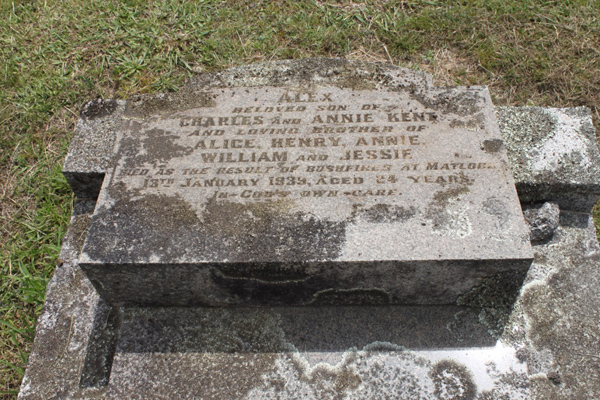 ALEX
BELOVED SON OF
CHARLES AND ANNIE KENT
AND LOVING BROTHER OF
ALICE, HENRY, ANNIE,
WILLIAM AND JESSIE.
DIED AS THE RESULT OF BUSHFIRES AT MATLOCK
13TH JANUARY 1939, AGED 24 YEARS.
IN GOD'S OWN CARE.